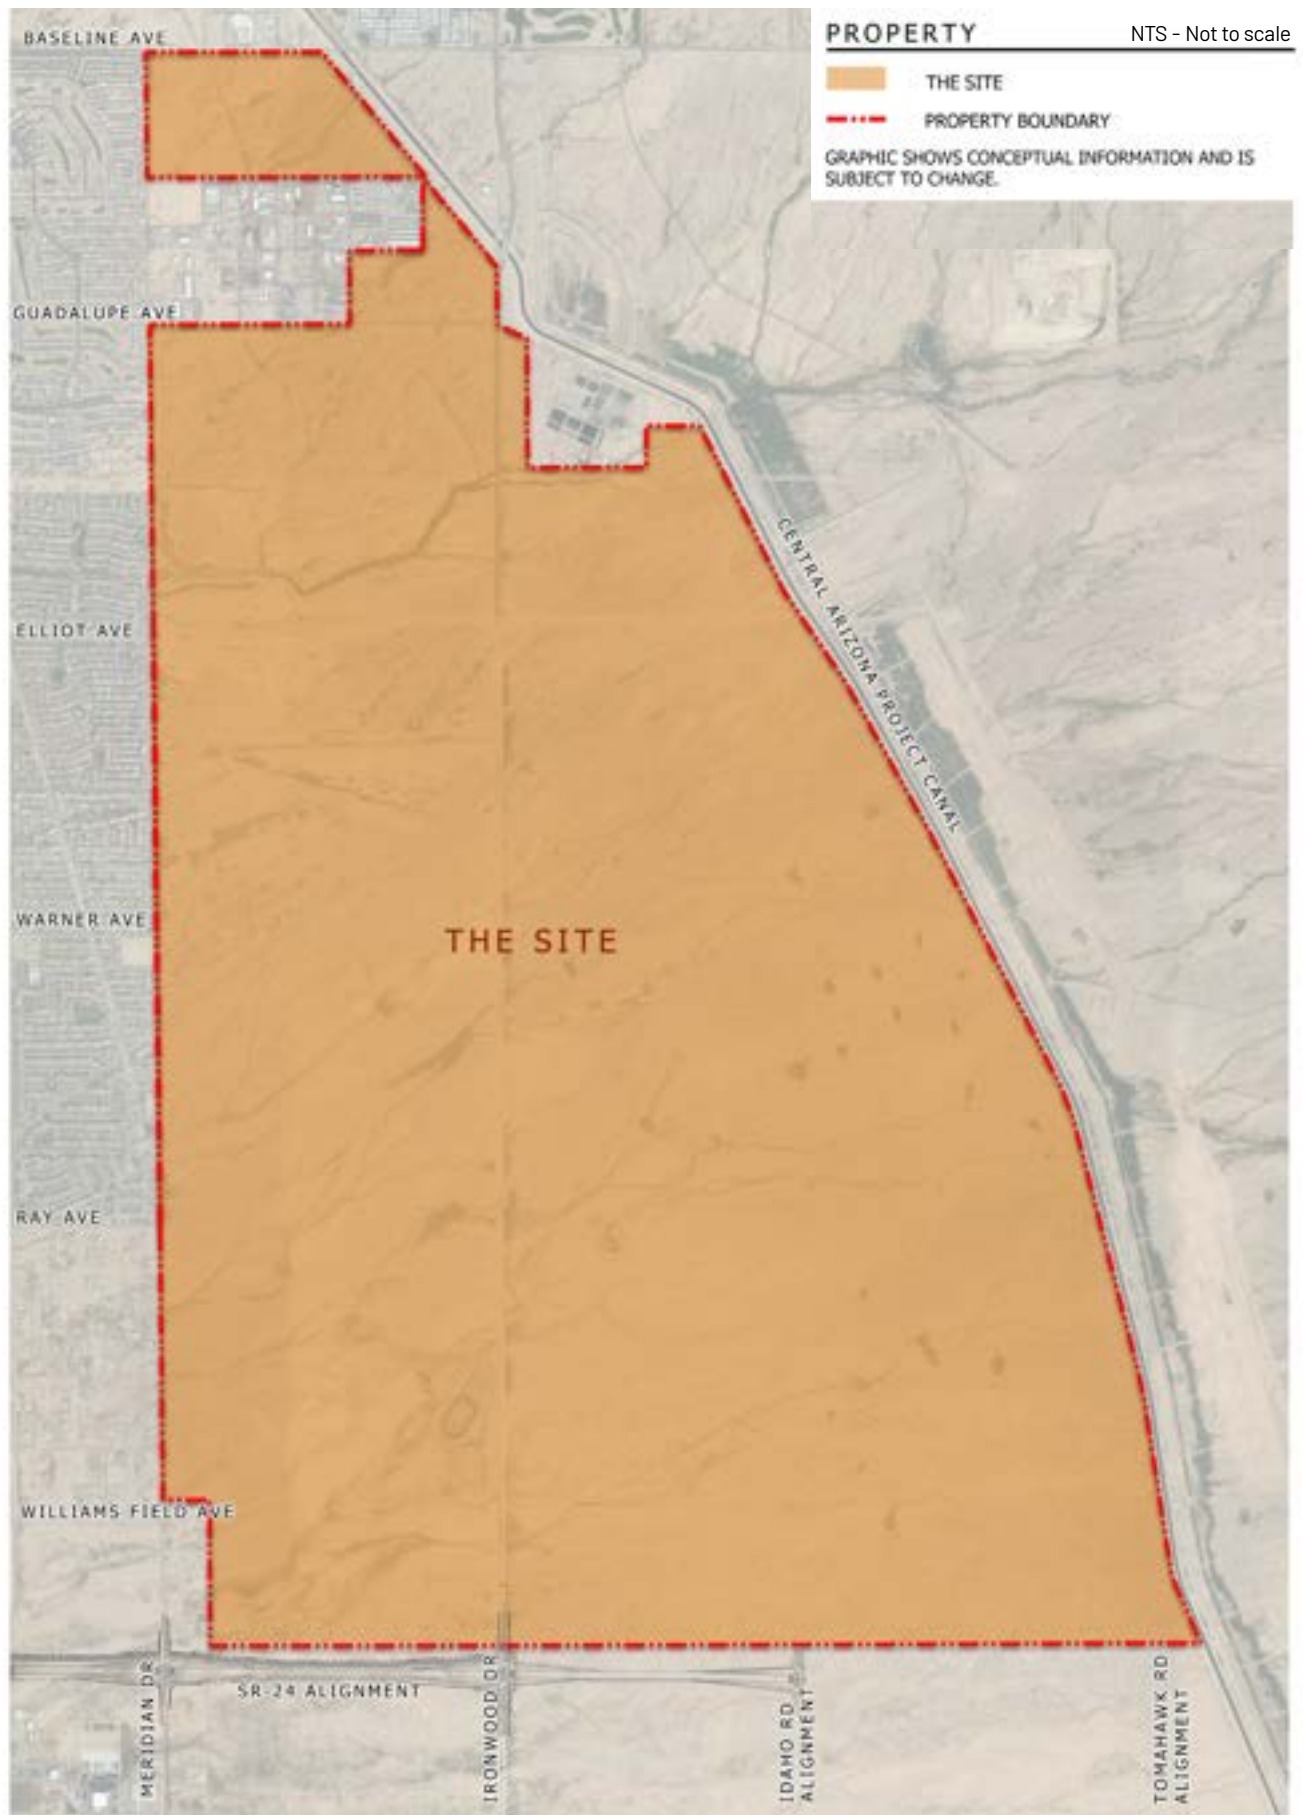 BASELINE AVE
PROPERTY
NTS - Not to scale
THE SITE
PROPERTY BOUNDARY
GRAPHIC SHOWS CONCEPTUAL INFORMATION AND IS
SUBJECT TO CHANGE.
GUADALUPE AVE
CENTRAL ARIZONA PROJECT CANAL
ELLIOT AVE
WARNER AVE
THE SITE
RAY AVE
WILLIAMS FIELD AVE
SR-24 ALIGNMENT
MERIDIAN DR
IRONWOOD DR
IDAHO RD
ALIGNMENT
TOMAHAWK RD
ALIGNMENT